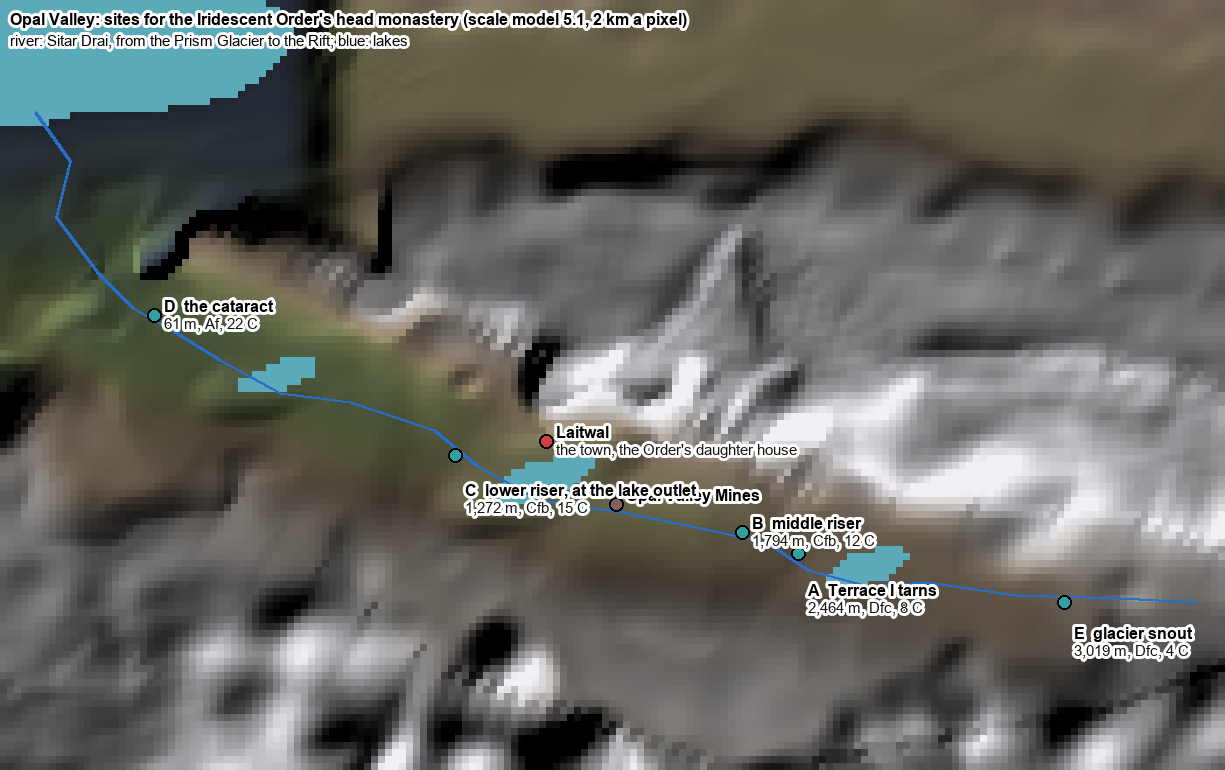 Opal Valley: sites for the Iridescent Order's head monastery (scale model 5.1, 2 km a pixel)
river: Sitar Drai, from the Prism Glacier to the Rift; blue: lakes
D the cataract
61 m, Af, 22 C
Laitwal
the town, the Order's daughter house
C lower riser, at the lake outlet
1,272 m, Cfb, 15 C
Opal Valley Mines
B middle riser
1,794 m, Cfb, 12 C
A Terrace I tarns
2,464 m, Dfc, 8 C
E glacier snout
3,019 m, Dfc, 4 C